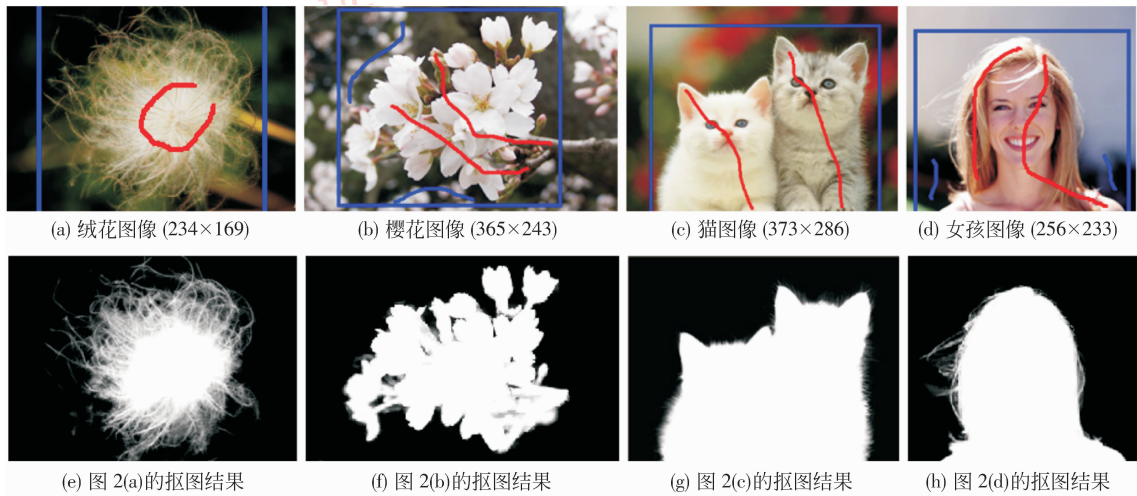 (a) 绒花图像(234×169)
(b) 樱花图像(365×243)
(c) 猫图像(373×286)
(d) 女孩图像(256×233)
(e) 图 2(a)的抠图结果
(f) 图 2(b)的抠图结果
(g) 图 2(c)的抠图结果
(h) 图 2(d)的抠图结果